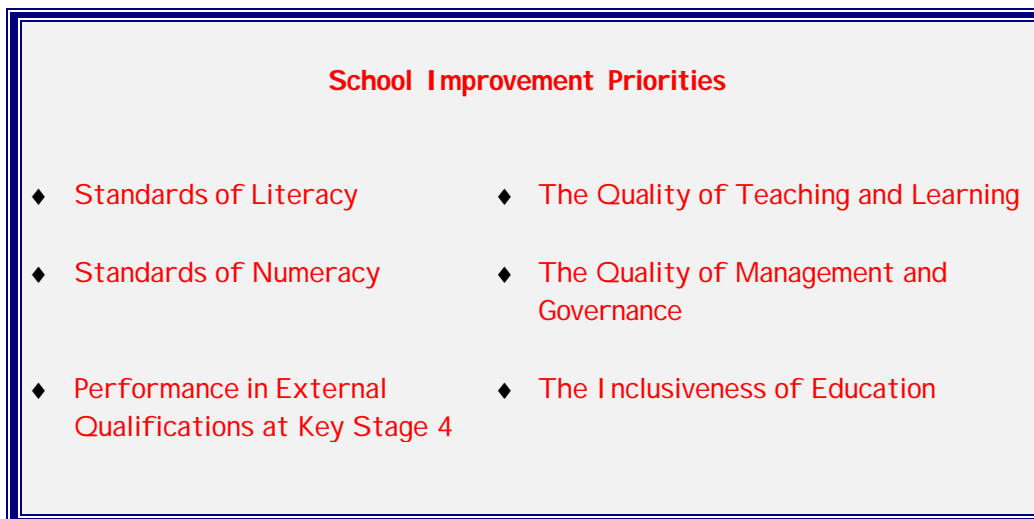 School Improvement Priorities
♦ Standards of Literacy
♦ The Quality of Teaching and Learning
♦ Standards of Numeracy
♦ The Quality of Management and
Governance
♦ Performance in External
Qualifications at Key Stage 4
♦ The Inclusiveness of Education